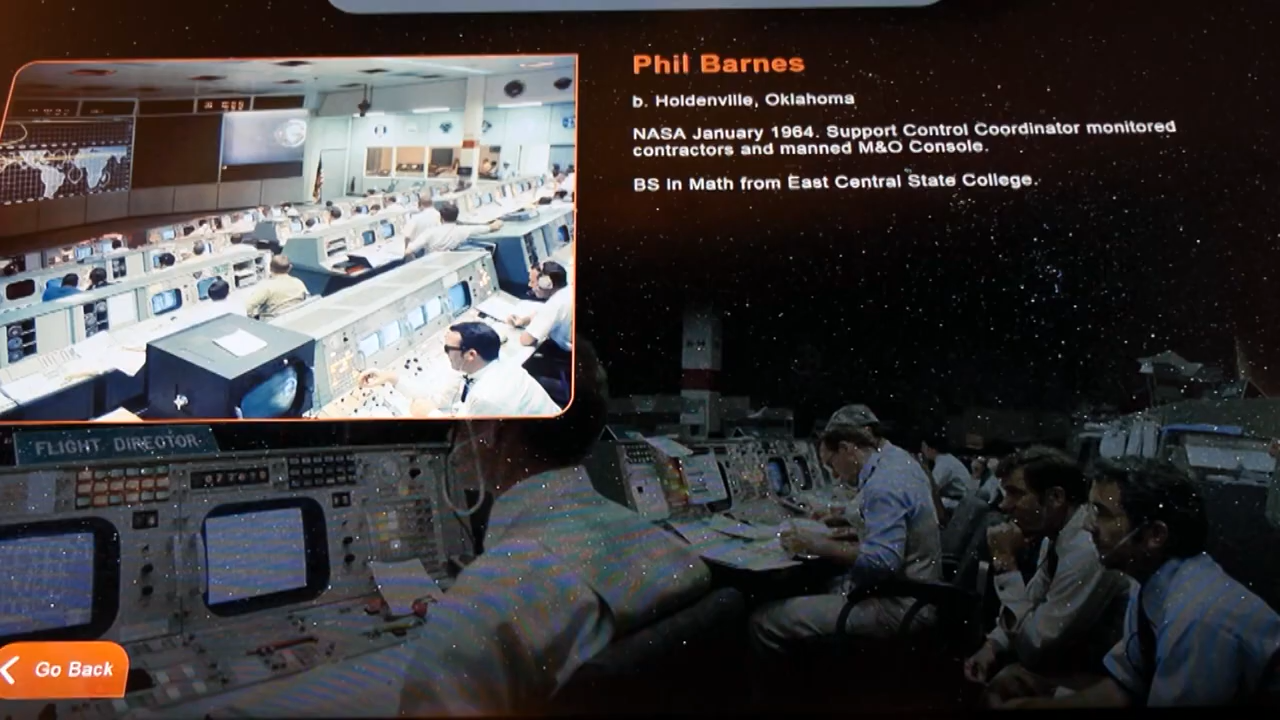 Phil Barnes
b. Holdenville, Oklahoma
NASA January 1964. Support Control Coordinator monitored
contractors and manned M&O Console.
BS in Math from East Central State College.
FLIGHT DIRECTOR
Go Back